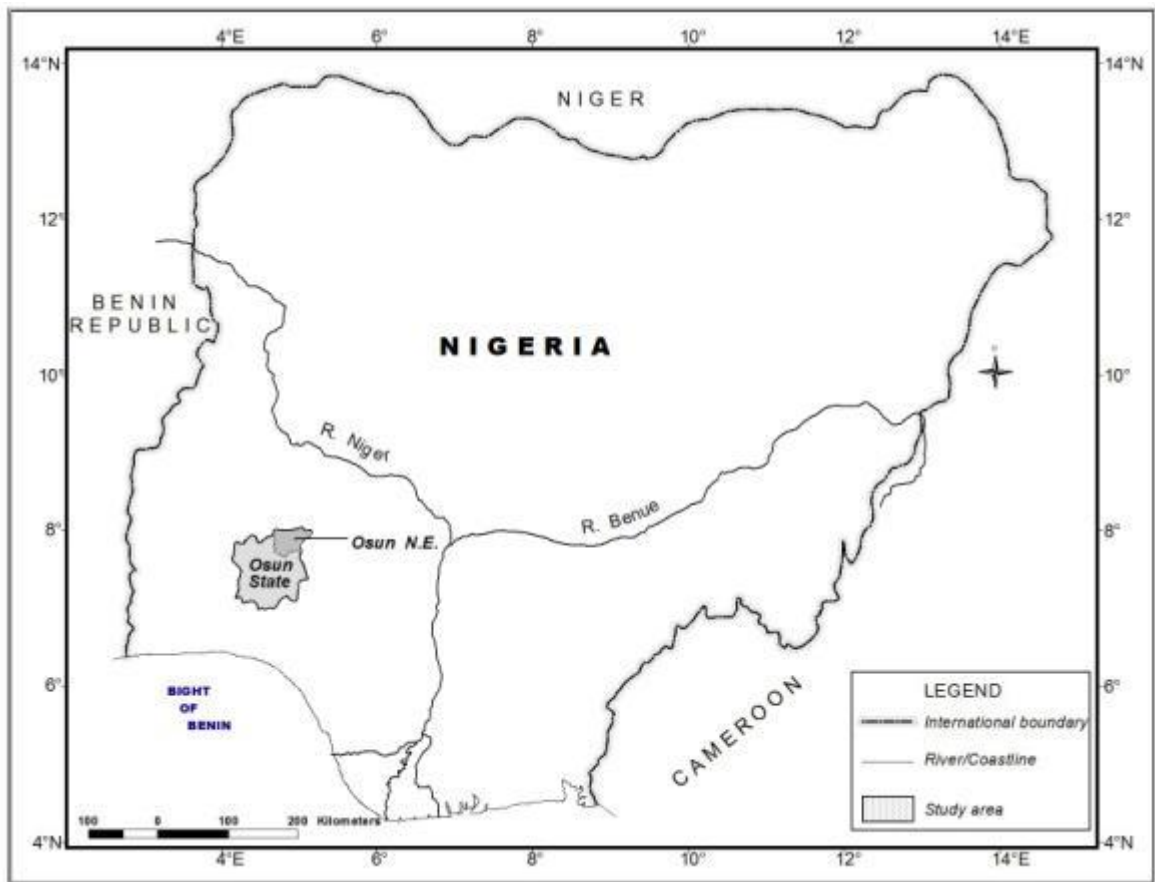 4°E 6° 8° 10° 12° 14°E
14°N 14°N
NIGER
12° 12°
BENIN
REPUBLIC
NIGERIA
10° 10°
R. Niger
R. Benue
8° 8°
Osun N.E.
Osun
State
6° 6°
BIGHT
OF
BENIN
CAMEROON
LEGEND
International boundary
River/Coastline
Study area
100 0 100 200 Kilometers
4°N 4°N
4°E 6° 8° 10° 12° 14°E